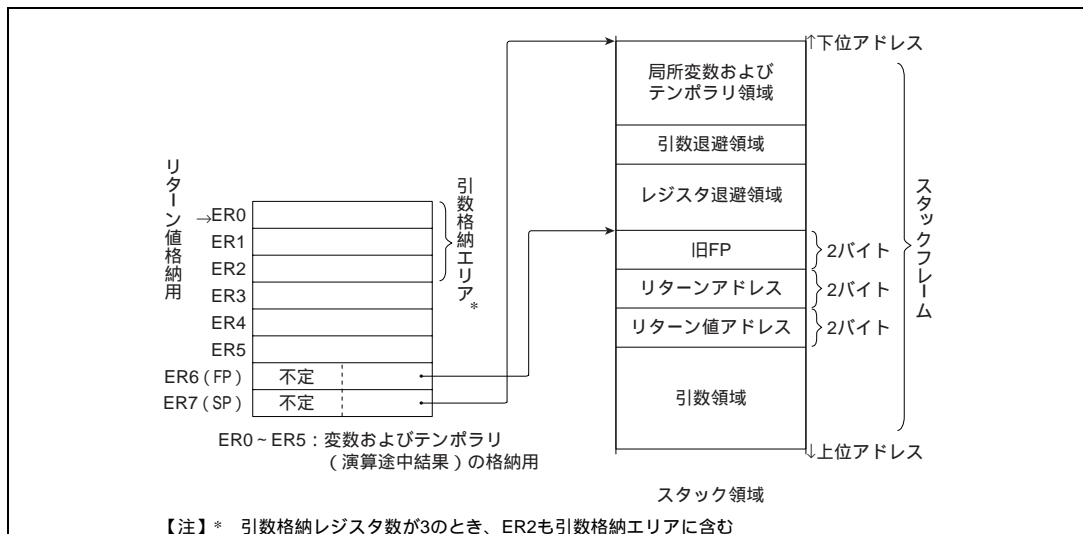 リターン値格納用
→ER0
ER1
ER2
ER3
ER4
ER5
ER6(FP) 不定
ER7(SP) 不定
引数格納エリア*
ER0~ER5:変数およびテンポラリ
(演算途中結果)の格納用
↑下位アドレス
局所変数および
テンポラリ領域
引数退避領域
レジスタ退避領域
旧FP 2バイト
リターンアドレス 2バイト
リターン値アドレス 2バイト
引数領域
スタックフレーム
↓上位アドレス
スタック領域
【注】* 引数格納レジスタ数が3のとき、ER2も引数格納エリアに含む